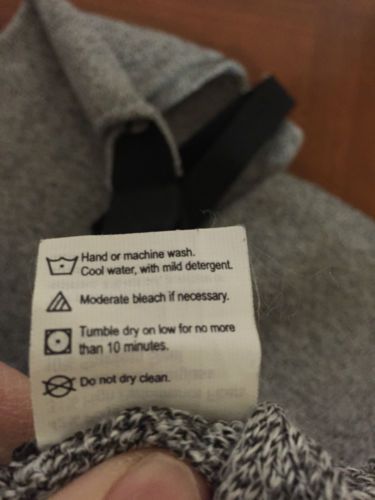 Hand or machine wash.
Cool water, with mild detergent.
Moderate bleach if necessary.
Tumble dry on low for no more
than 10 minutes.
Do not dry clean.